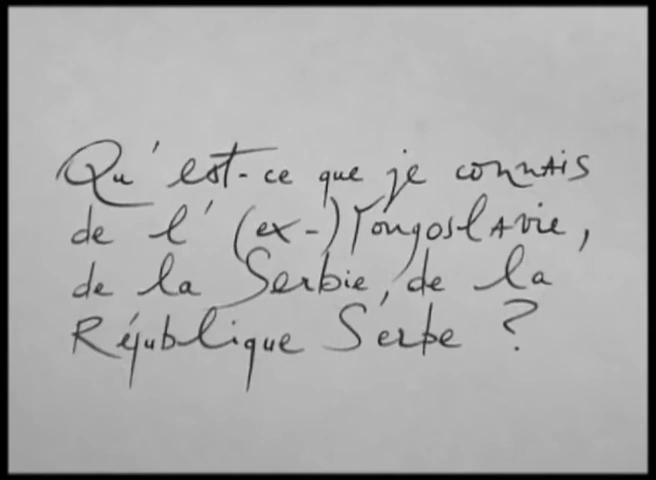 Qu'est-ce que je connais
de l'(ex-)Yougoslavie,
de la Serbie, de la
République Serbe ?